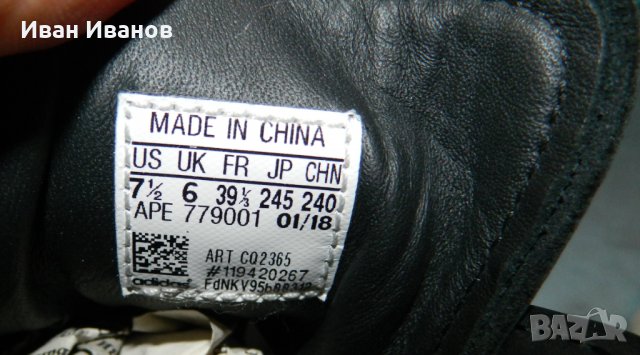 Иван Иванов
MADE IN CHINA
US UK FR JP CHN
7½ 6 39⅓ 245 240
APE 779001 01/18
ART CQ2365
#119420267
adidas
BAZAR